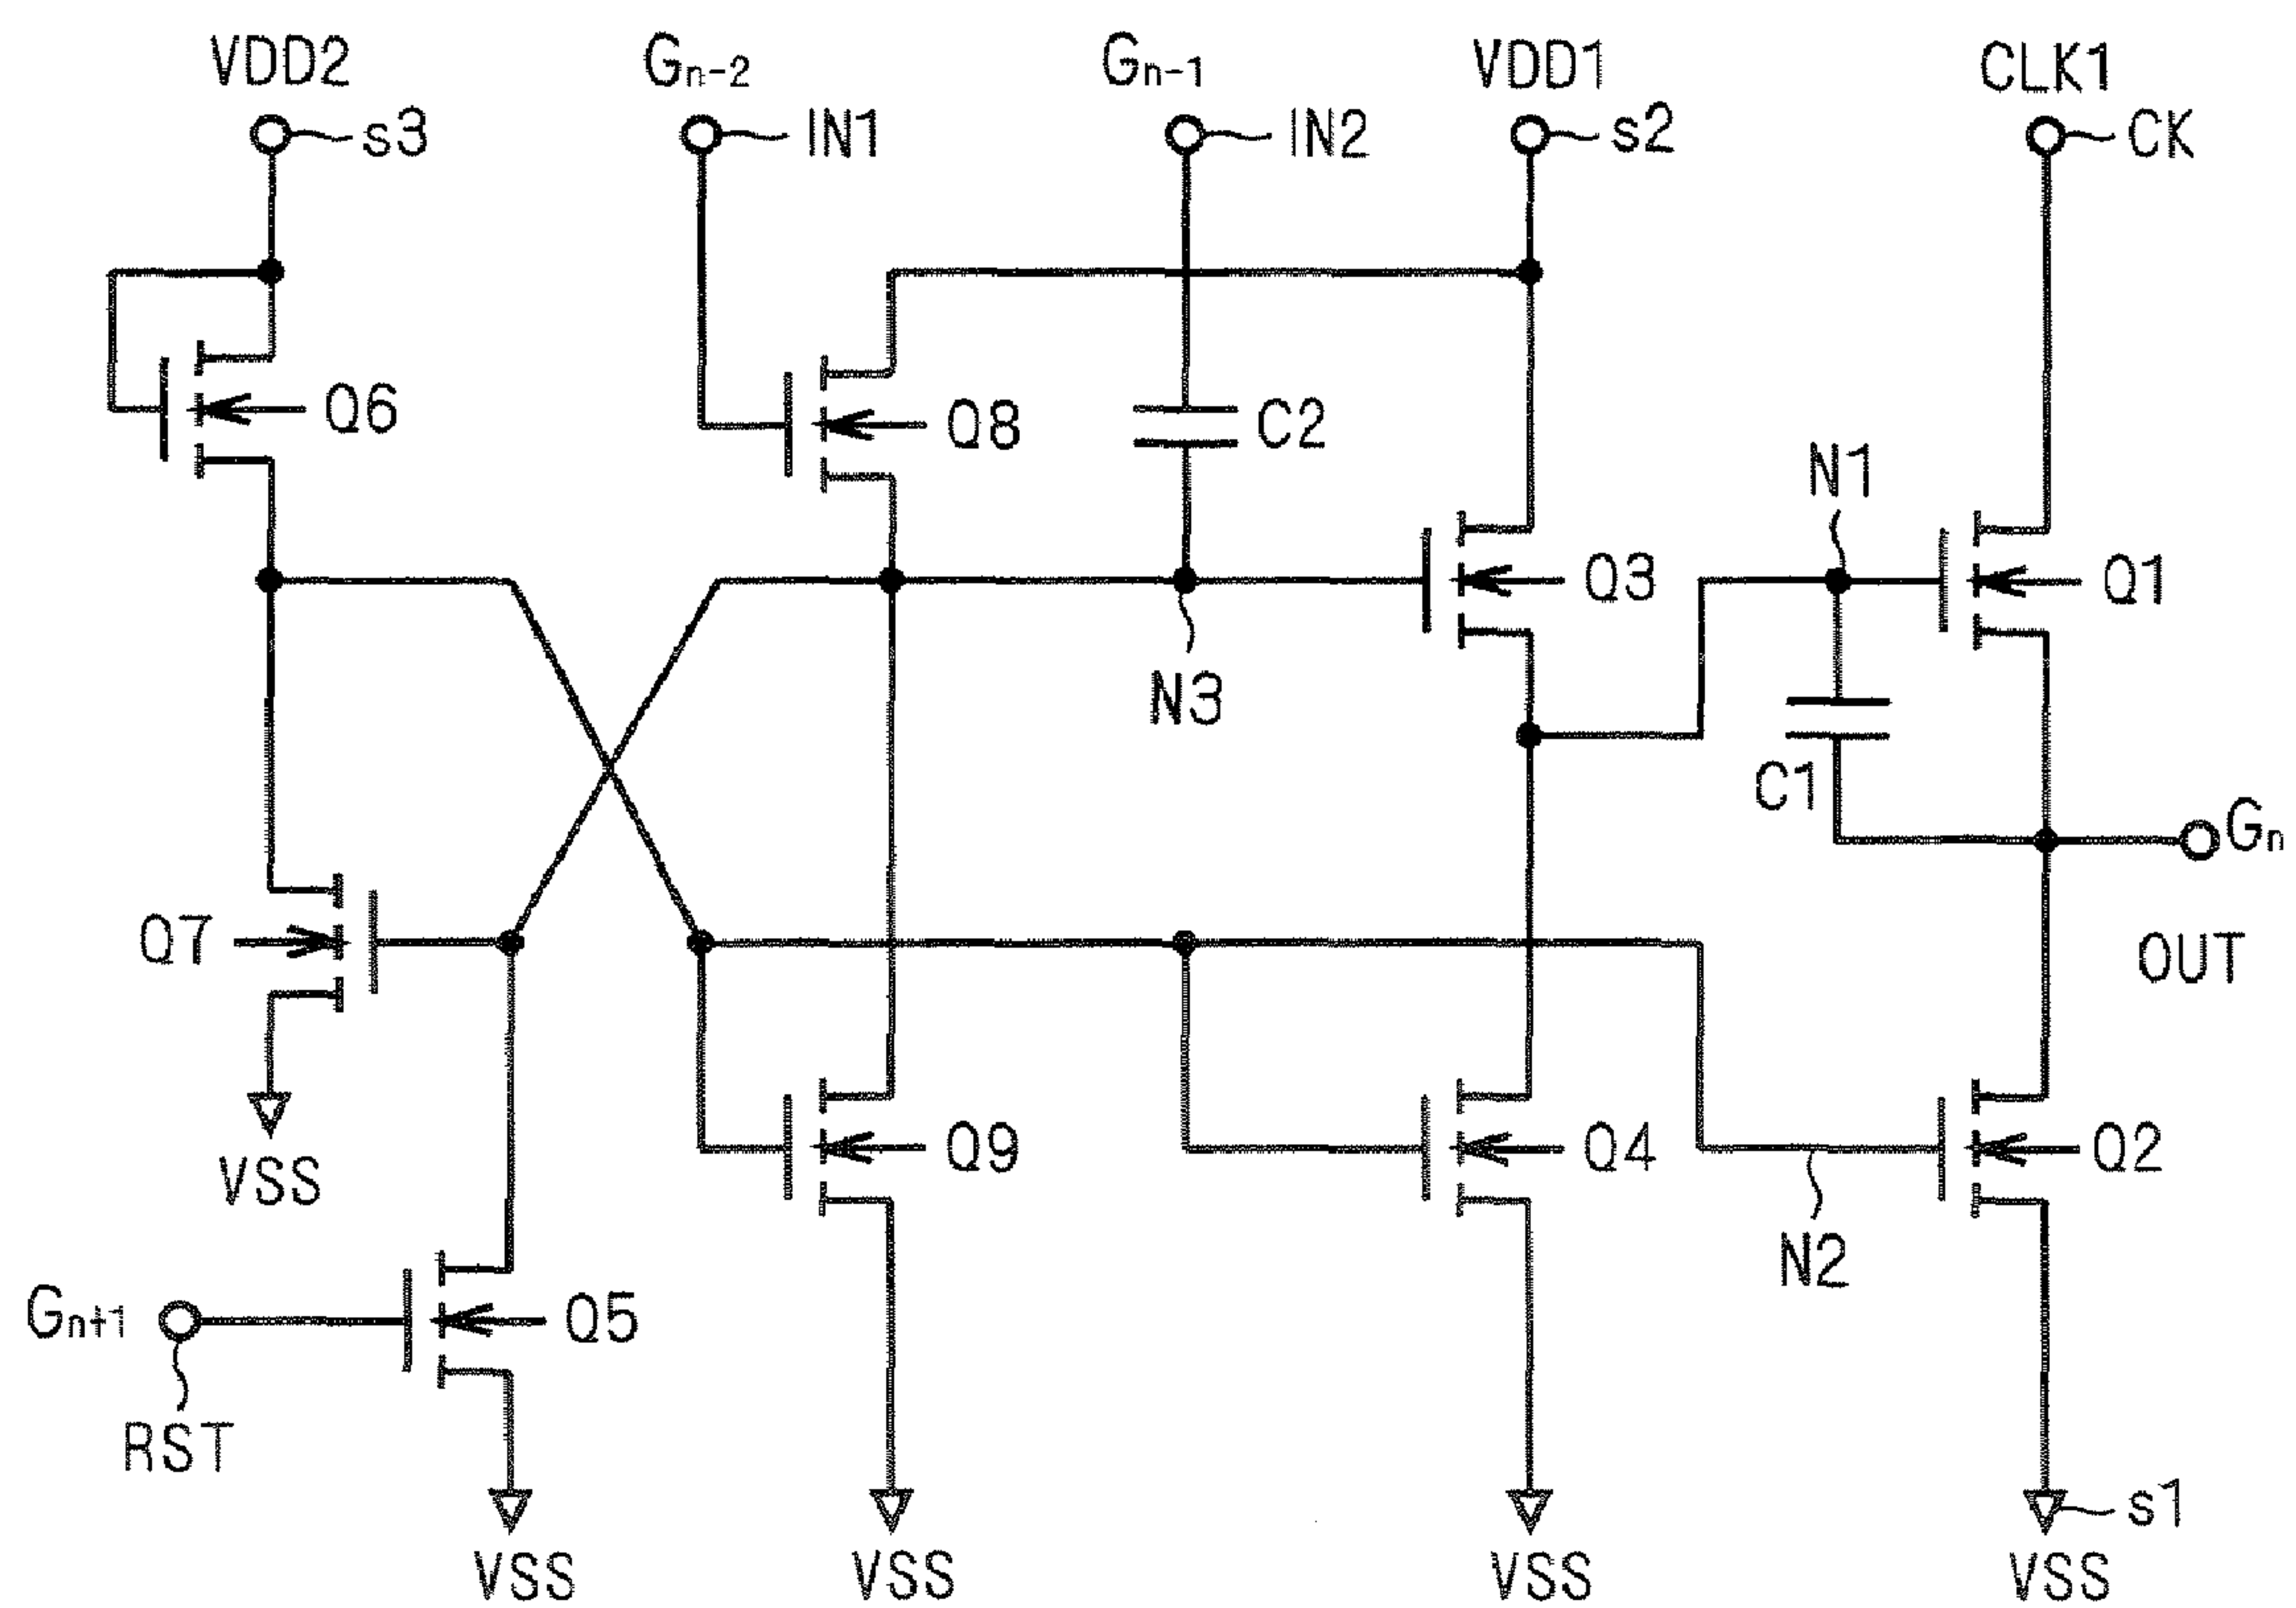 VDD2
Gn-2
Gn-1
VDD1
CLK1
s3
IN1
IN2
s2
CK
Q6
Q8
C2
N1
Q3
Q1
N3
C1
Gn
Q7
OUT
VSS
Q9
Q4
Q2
N2
Gn+1
Q5
RST
s1
VSS
VSS
VSS
VSS